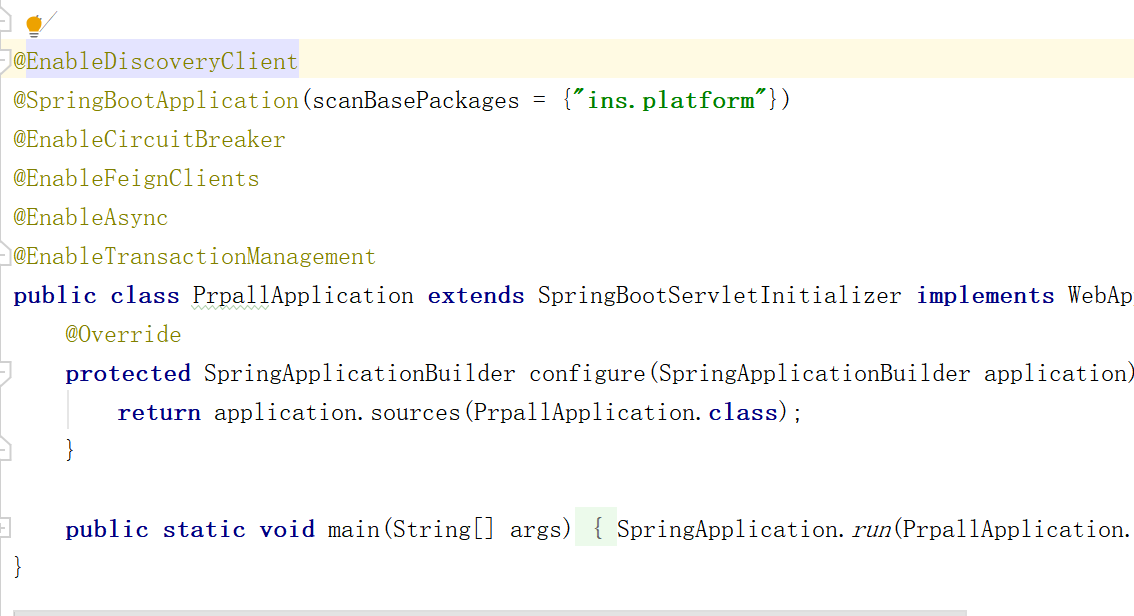 @EnableDiscoveryClient
@SpringBootApplication(scanBasePackages = {"ins.platform"})
@EnableCircuitBreaker
@EnableFeignClients
@EnableAsync
@EnableTransactionManagement
public class PrpallApplication extends SpringBootServletInitializer implements WebAp
    @Override
    protected SpringApplicationBuilder configure(SpringApplicationBuilder application)
        return application.sources(PrpallApplication.class);
    }
    public static void main(String[] args) { SpringApplication.run(PrpallApplication.
}